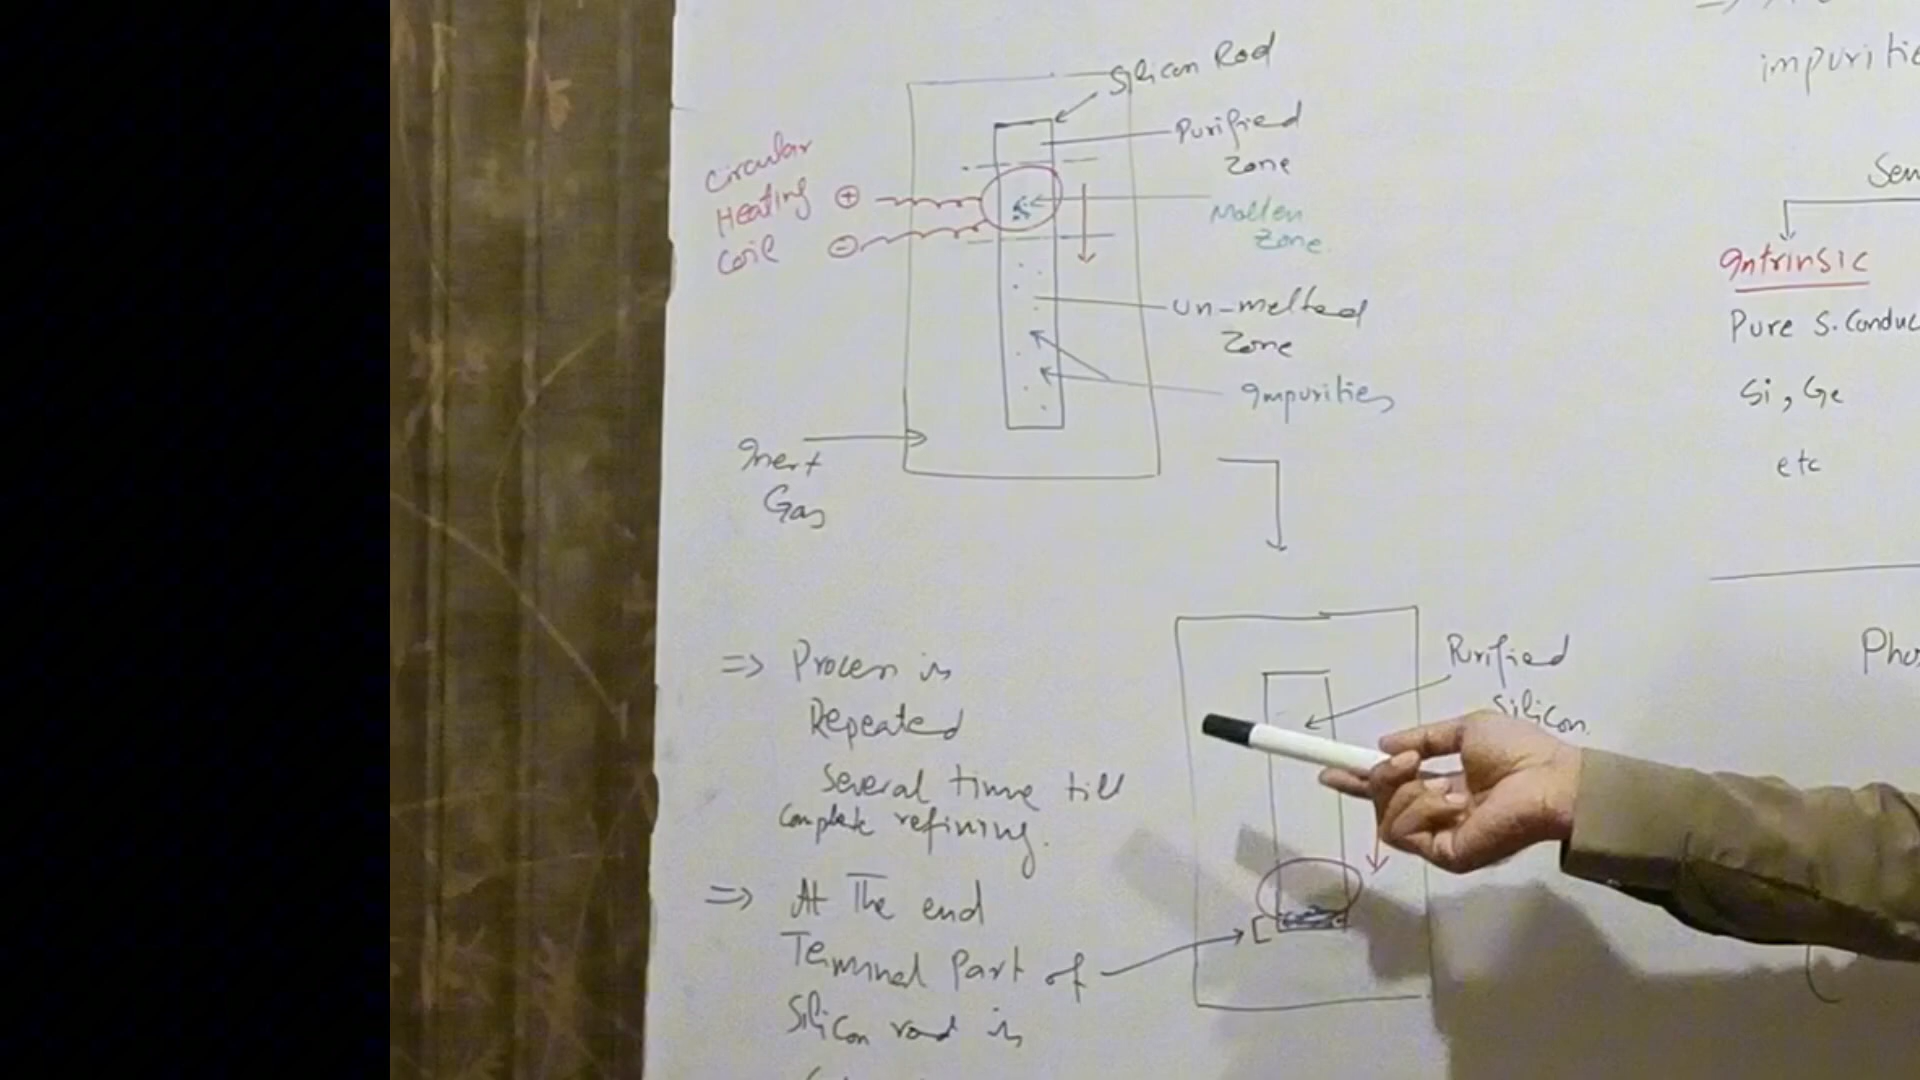 Silicon Rod
Purified
Zone
Circular
Heating
Coil
+
-
Molten
Zone
Un-melted
Zone
Impurities
Inert
Gas
⇒ Process is
Repeated
Several time till
Complete refining.
⇒ At The end
Terminal Part of
Silicon road is
Purified
Silicon.
impuritie
Sem
Intrinsic
Pure S. Conduc
Si, Ge
etc
Pho